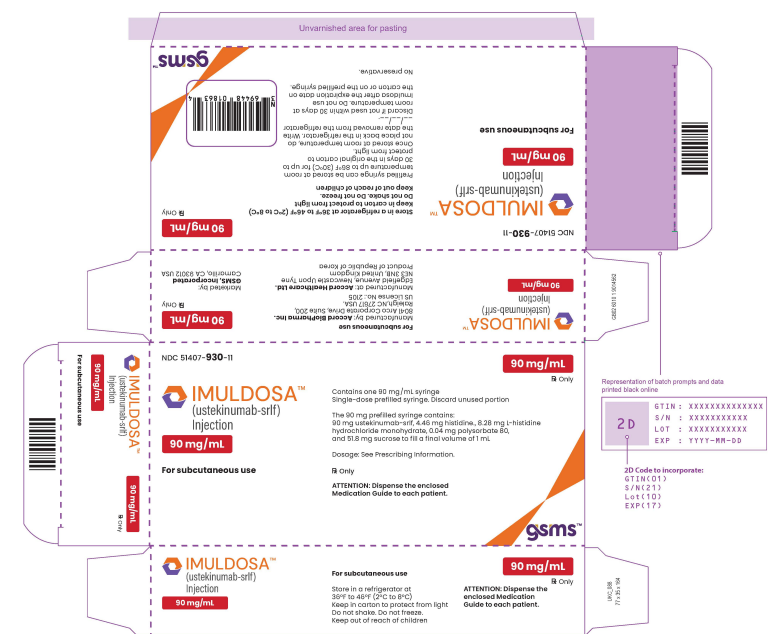 Unvarnished area for pasting
gsms™
No preservative.
Prefilled syringe can be stored at room
temperature up to 86°F (30°C) for up to
30 days in the original carton to
protect from light.
Once stored at room temperature, do
not place back in the refrigerator. Write
the date removed from the refrigerator
__/__/__.
Discard if not used within 30 days at
room temperature. Do not use
Imuldosa after the expiration date on
the carton or on the prefilled syringe.
Store in a refrigerator at 36°F to 46°F (2°C to 8°C)
Keep in carton to protect from light
Do not shake. Do not freeze.
Keep out of reach of children
90 mg/mL
℞ Only
NDC 51407-930-11
IMULDOSA™
(ustekinumab-srlf)
Injection
90 mg/mL
For subcutaneous use
IMULDOSA™
(ustekinumab-srlf)
Injection
90 mg/mL
For subcutaneous use
Manufactured by: Accord BioPharma Inc.
8041 Arco Corporate Drive, Suite 200,
Raleigh, NC 27617 USA.
US License No.: 2105
Manufactured at: Accord Healthcare Ltd.
Edgefield Avenue, Newcastle Upon Tyne
NE3 3NB, United Kingdom
Product of Republic of Korea
90 mg/mL
℞ Only
Marketed by:
GSMS, Incorporated
Camarillo, CA 93012 USA
NDC 51407-930-11
IMULDOSA™
(ustekinumab-srlf)
Injection
90 mg/mL
For subcutaneous use
90 mg/mL
℞ Only
Contains one 90 mg/mL syringe
Single-dose prefilled syringe. Discard unused portion
The 90 mg prefilled syringe contains:
90 mg ustekinumab-srlf, 4.46 mg histidine., 8.28 mg L-histidine
hydrochloride monohydrate, 0.04 mg polysorbate 80,
and 51.8 mg sucrose to fill a final volume of 1 mL
Dosage: See Prescribing Information.
℞ Only
ATTENTION: Dispense the enclosed
Medication Guide to each patient.
gsms™
IMULDOSA™
(ustekinumab-srlf)
Injection
90 mg/mL
For subcutaneous use
90 mg/mL
℞ Only
IMULDOSA™
(ustekinumab-srlf)
Injection
90 mg/mL
For subcutaneous use
Store in a refrigerator at
36°F to 46°F (2°C to 8°C)
Keep in carton to protect from light
Do not shake. Do not freeze.
Keep out of reach of children
90 mg/mL
℞ Only
ATTENTION: Dispense the
enclosed Medication
Guide to each patient.
77 x 35 x 164
Representation of batch prompts and data
printed black online
2D
GTIN : XXXXXXXXXXXXXX
S/N : XXXXXXXXXXX
LOT : XXXXXXXXXXX
EXP : YYYY-MM-DD
2D Code to incorporate:
GTIN(01)
S/N(21)
Lot(10)
EXP(17)